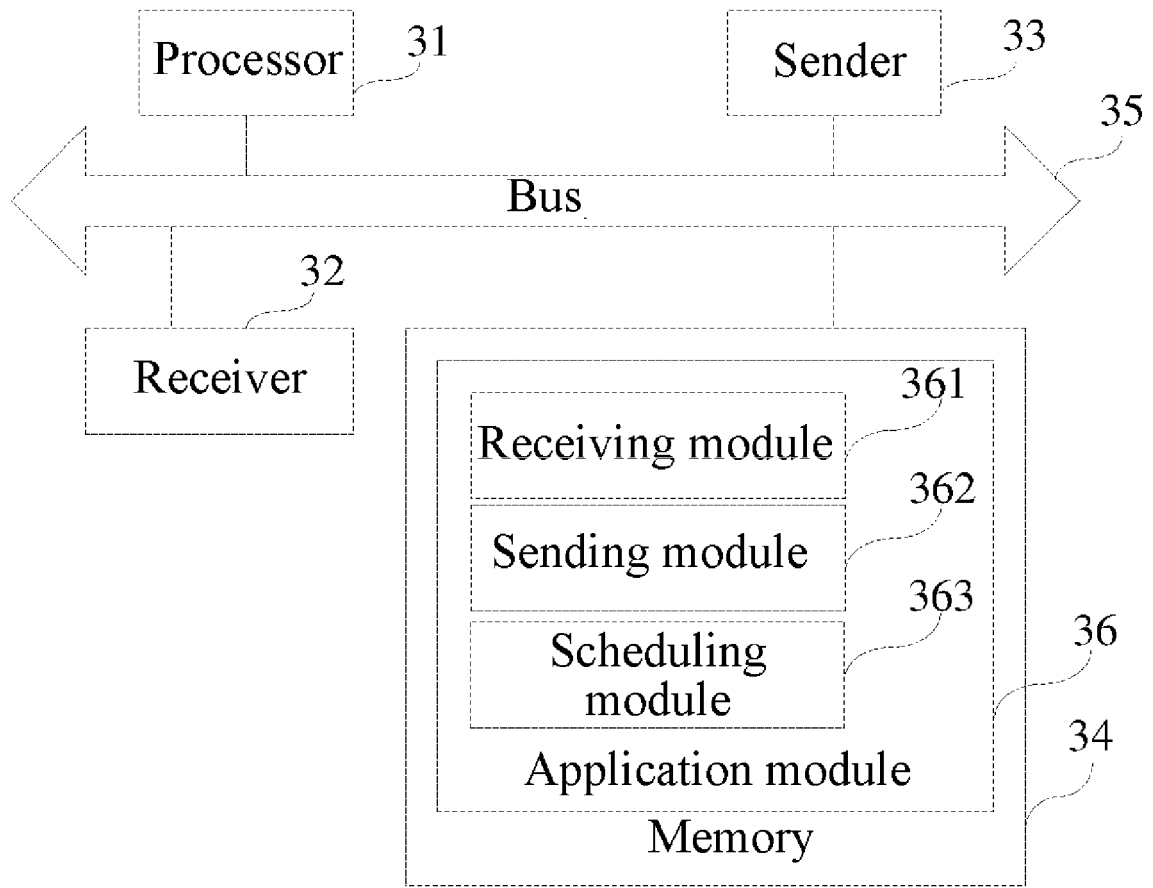 Processor
31
Sender
33
35
Bus
32
Receiver
361
Receiving module
362
Sending module
363
Scheduling
module
36
Application module
34
Memory